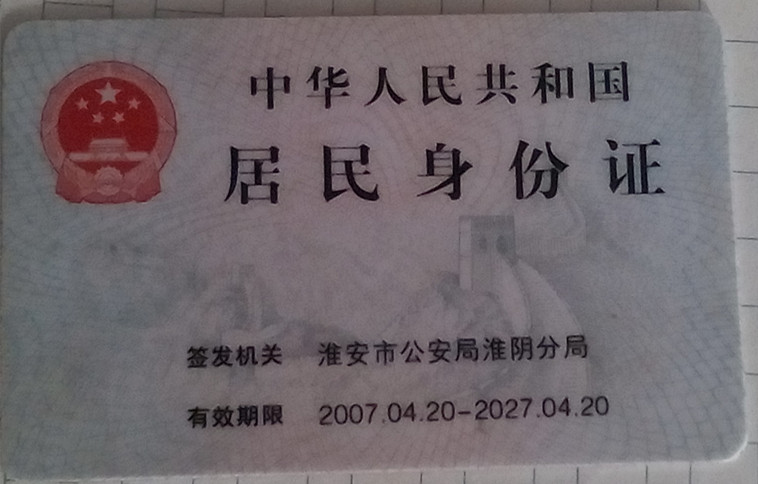 中华人民共和国
居民身份证
签发机关 淮安市公安局淮阴分局
有效期限 2007.04.20-2027.04.20